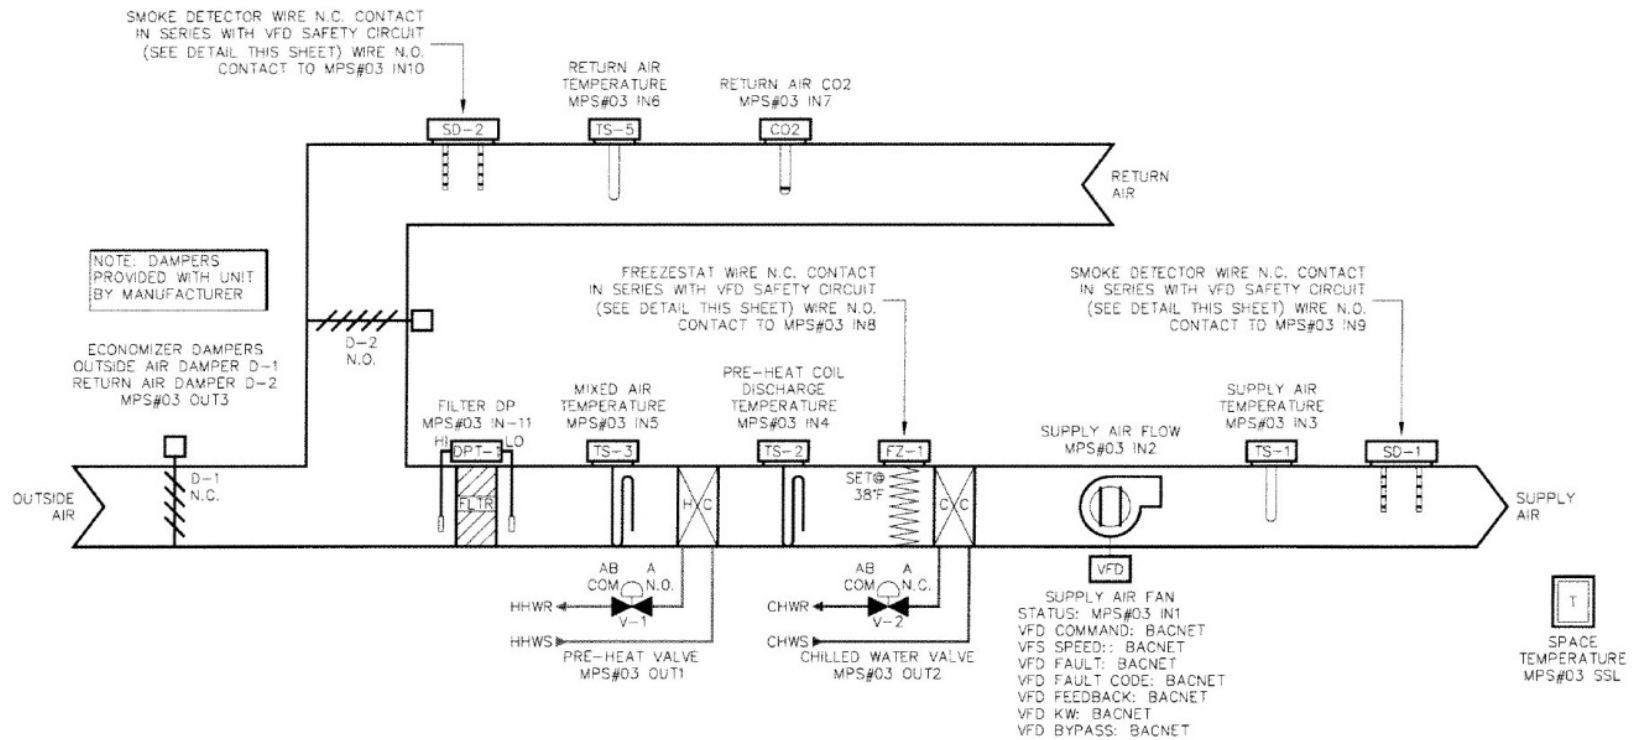 SMOKE DETECTOR WIRE N.C. CONTACT
IN SERIES WITH VFD SAFETY CIRCUIT
(SEE DETAIL THIS SHEET) WIRE N.O.
CONTACT TO MPS#03 IN10
RETURN AIR
TEMPERATURE
MPS#03 IN6
RETURN AIR CO2
MPS#03 IN7
SD-2
TS-5
CO2
RETURN
AIR
NOTE: DAMPERS
PROVIDED WITH UNIT
BY MANUFACTURER
D-2
N.O.
ECONOMIZER DAMPERS
OUTSIDE AIR DAMPER D-1
RETURN AIR DAMPER D-2
MPS#03 OUT3
FREEZESTAT WIRE N.C. CONTACT
IN SERIES WITH VFD SAFETY CIRCUIT
(SEE DETAIL THIS SHEET) WIRE N.O.
CONTACT TO MPS#03 IN8
SMOKE DETECTOR WIRE N.C. CONTACT
IN SERIES WITH VFD SAFETY CIRCUIT
(SEE DETAIL THIS SHEET) WIRE N.O.
CONTACT TO MPS#03 IN9
FILTER DP
MPS#03 IN-11
HI
DPT-1
LO
MIXED AIR
TEMPERATURE
MPS#03 IN5
TS-3
PRE-HEAT COIL
DISCHARGE
TEMPERATURE
MPS#03 IN4
TS-2
FZ-1
SUPPLY AIR FLOW
MPS#03 IN2
SUPPLY AIR
TEMPERATURE
MPS#03 IN3
TS-1
SD-1
OUTSIDE
AIR
D-1
N.C.
FLTR
H C
SET@
38°F
C C
SUPPLY
AIR
AB
COM
A
N.O.
HHWR
V-1
HHWS
PRE-HEAT VALVE
MPS#03 OUT1
AB
COM
A
N.C.
CHWR
V-2
CHWS
CHILLED WATER VALVE
MPS#03 OUT2
VFD
SUPPLY AIR FAN
STATUS: MPS#03 IN1
VFD COMMAND: BACNET
VFS SPEED:: BACNET
VFD FAULT: BACNET
VFD FAULT CODE: BACNET
VFD FEEDBACK: BACNET
VFD KW: BACNET
VFD BYPASS: BACNET
T
SPACE
TEMPERATURE
MPS#03 SSL